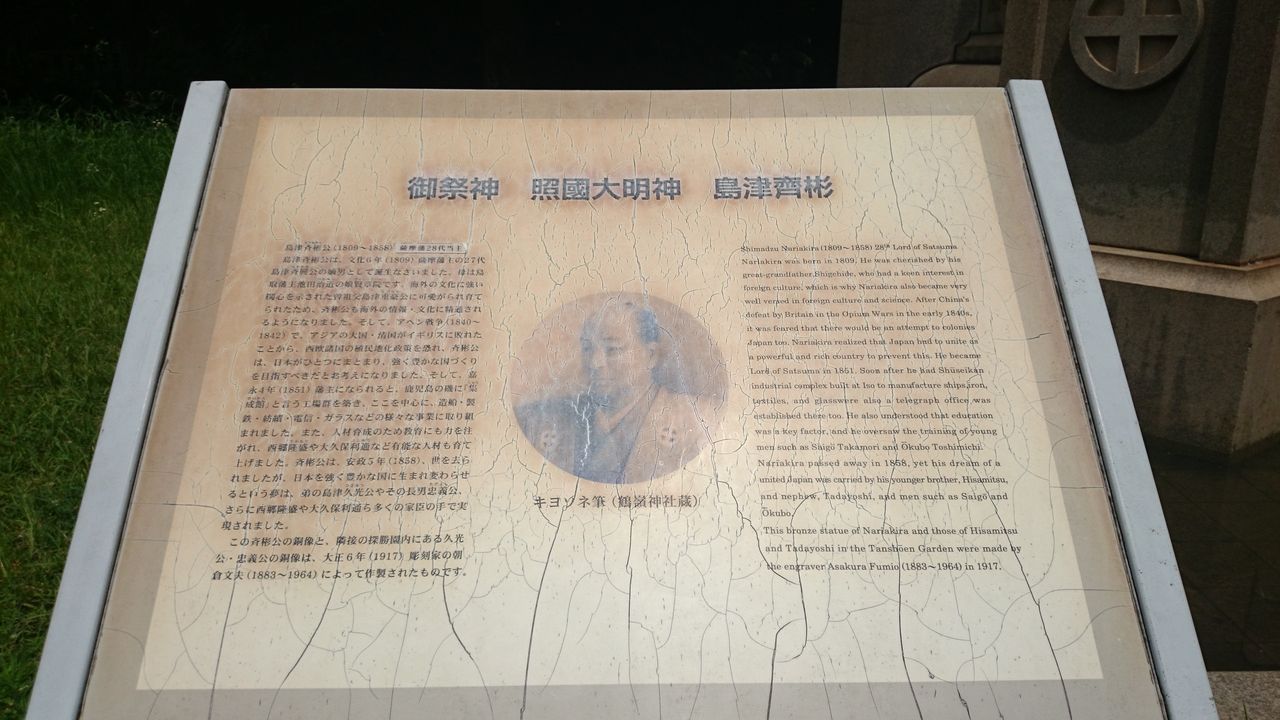 御祭神　照國大明神　島津齊彬
島津斉彬公(1809～1858) 薩摩藩28代当主
島津斉彬公は、文化6年(1809)薩摩藩主の27代
島津斉興公の嫡男として誕生なさいました。母は鳥
取藩主池田治道の娘賢章院です。海外の文化に強い
関心を示された曽祖父島津重豪公に可愛がられ育て
られたため、斉彬公も海外の情報・文化に精通され
るようになりました。そして、アヘン戦争(1840～
1842)で、アジアの大国・清国がイギリスに敗れた
ことから、西欧諸国の植民地化政策を恐れ、斉彬公
は、日本がひとつにまとまり、強く豊かな国づくり
を目指すべきだとお考えになりました。そして、嘉
永4年(1851)藩主になられると、鹿児島の磯に「集
成館」と言う工場群を築き、ここを中心に、造船・製
鉄・紡績・電信・ガラスなどの様々な事業に取り組
まれました。また、人材育成のため教育にも力を注
がれ、西郷隆盛や大久保利通など有能な人材も育て
上げました。斉彬公は、安政5年(1858)、世を去ら
れましたが、日本を強く豊かな国に生まれ変わらせ
るという夢は、弟の島津久光公やその長男忠義公、
さらに西郷隆盛や大久保利通ら多くの家臣の手で実
現されました。
この斉彬公の銅像と、隣接の探勝園内にある久光
公・忠義公の銅像は、大正6年(1917)彫刻家の朝
倉文夫(1883～1964)によって作製されたものです。
キヨソネ筆(鶴嶺神社蔵)
Shimadzu Nariakira (1809～1858) 28th Lord of Satsuma
Nariakira was born in 1809. He was cherished by his
great-grandfather,Shigehide, who had a keen interest in
foreign culture, which is why Nariakira also became very
well versed in foreign culture and science. After China's
defeat by Britain in the Opium Wars in the early 1840s,
it was feared that there would be an attempt to colonies
Japan too. Nariakira realized that Japan had to unite as
a powerful and rich country to prevent this. He became
Lord of Satsuma in 1851. Soon after he had Shūseikan
industrial complex built at Iso to manufacture ships,iron,
textiles, and glassware also a telegraph office was
established there too. He also understood that education
was a key factor, and he oversaw the training of young
men such as Saigō Takamori and Ōkubo Toshimichi.
Nariakira passed away in 1858, yet his dream of a
united Japan was carried by his younger brother, Hisamitsu,
and nephew, Tadayoshi, and men such as Saigō and
Ōkubo.
This bronze statue of Nariakira and those of Hisamitsu
and Tadayoshi in the Tanshōen Garden were made by
the engraver Asakura Fumio (1883～1964) in 1917.